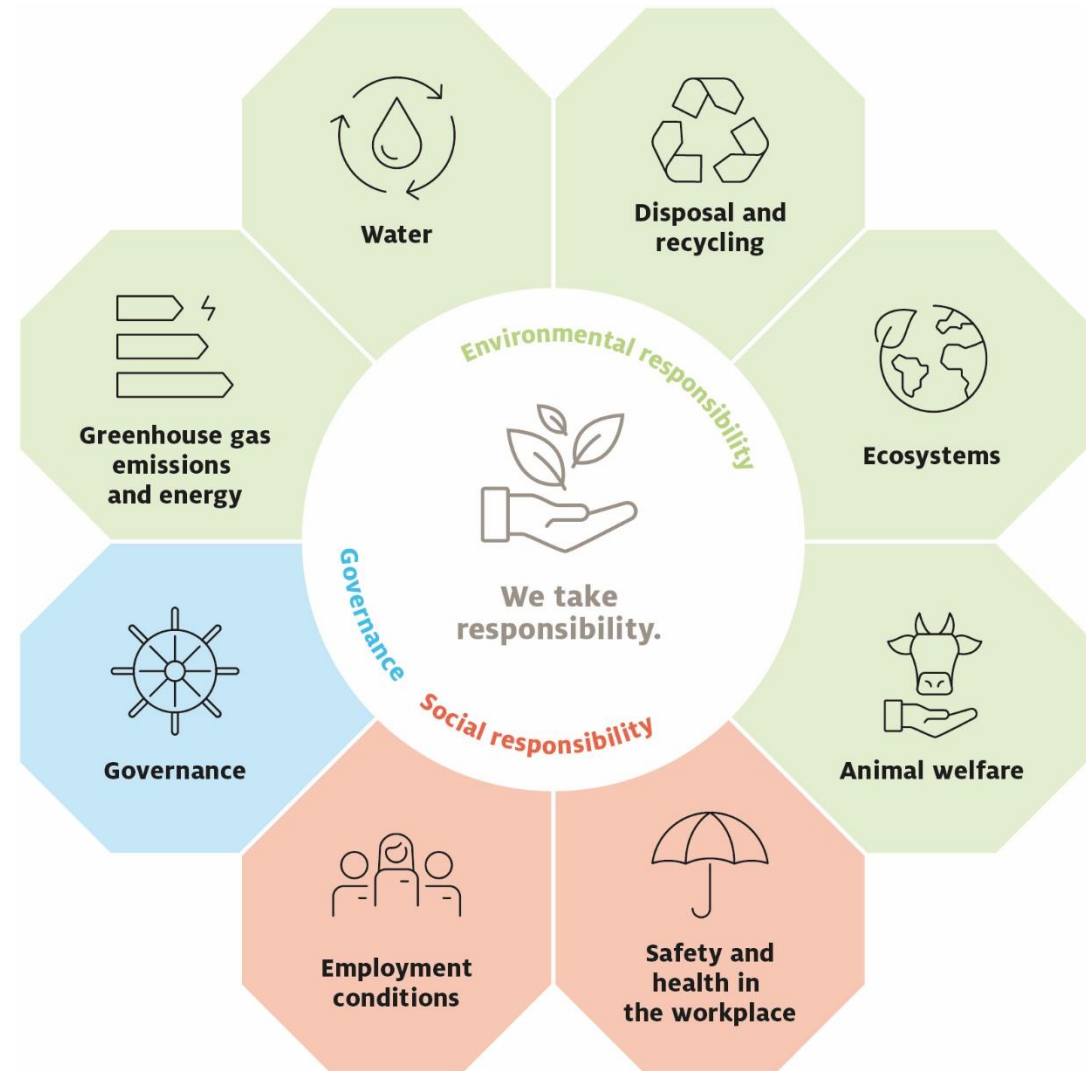 Water
Disposal and
recycling
Greenhouse gas
emissions
and energy
Environmental responsibility
Ecosystems
Governance
We take
responsibility.
Social responsibility
Governance
Animal welfare
Employment
conditions
Safety and
health in
the workplace